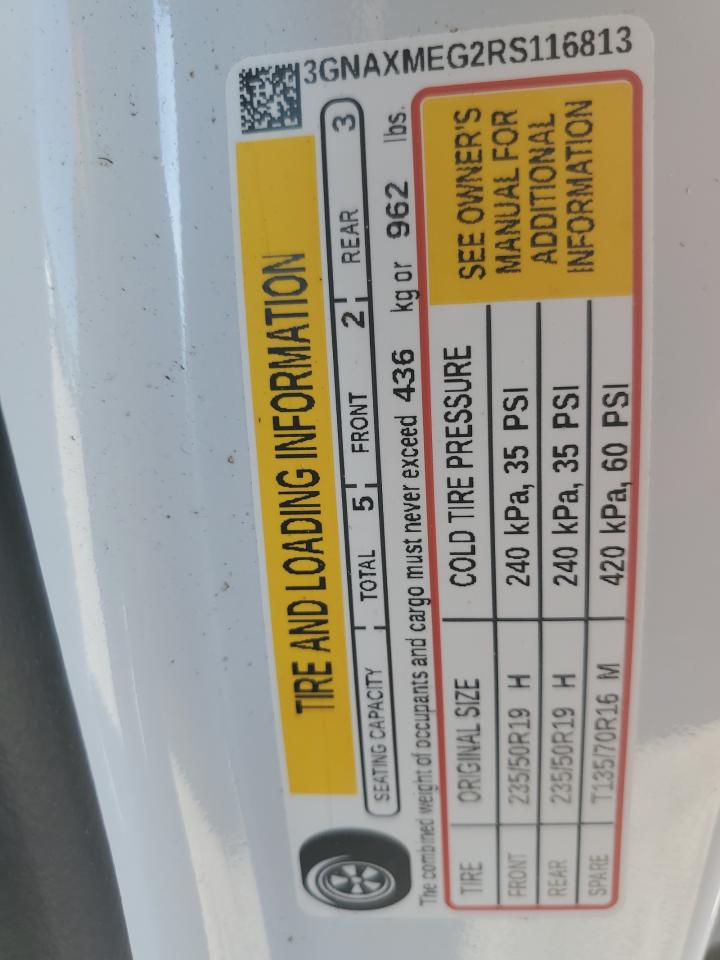 3GNAXMEG2RS116813
TIRE AND LOADING INFORMATION
SEATING CAPACITY TOTAL 5 FRONT 2 REAR 3
The combined weight of occupants and cargo must never exceed 436 kg or 962 lbs.
TIRE ORIGINAL SIZE COLD TIRE PRESSURE
FRONT 235/50R19 H 240 kPa, 35 PSI
REAR 235/50R19 H 240 kPa, 35 PSI
SPARE T135/70R16 M 420 kPa, 60 PSI
SEE OWNER'S
MANUAL FOR
ADDITIONAL
INFORMATION